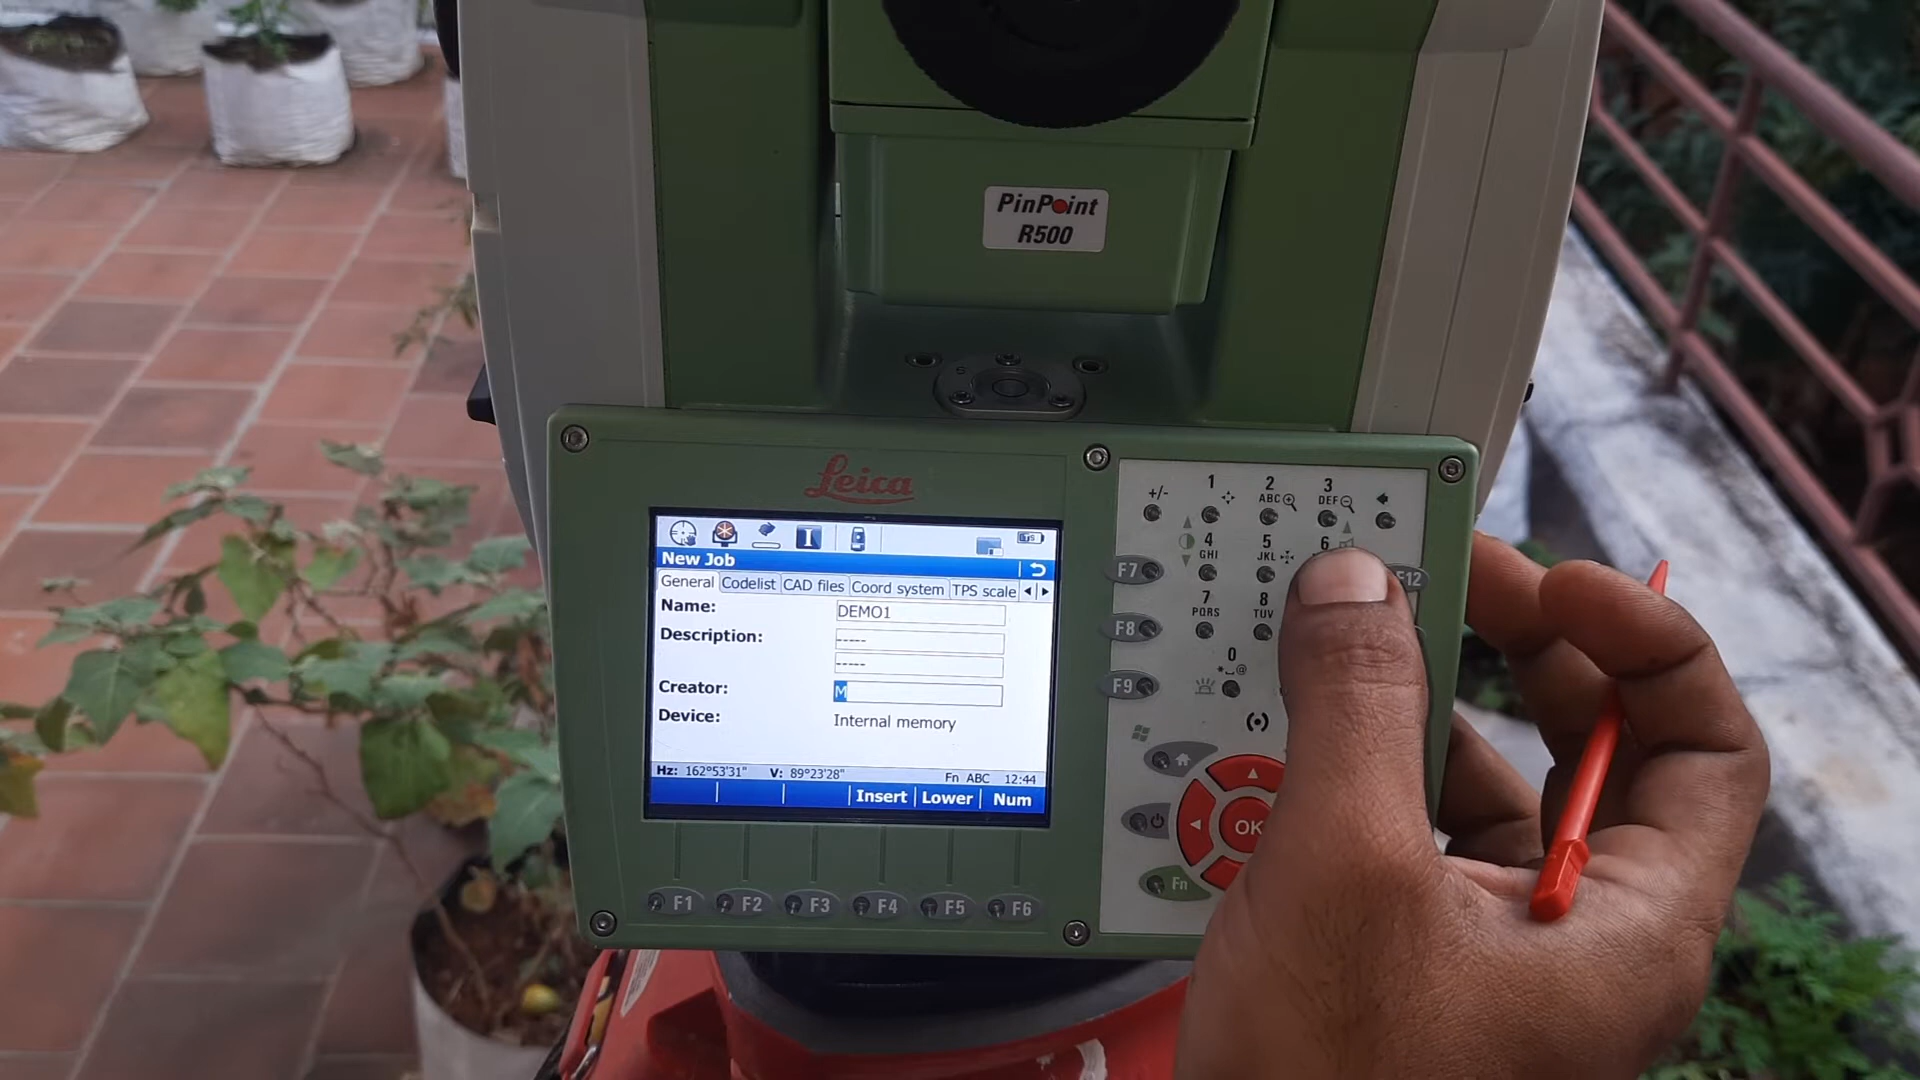 PinPoint
R500
Leica
New Job
General Codelist CAD files Coord system TPS scale
Name: DEMO1
Description: -----
-----
Creator: M
Device: Internal memory
Hz: 162°53'31" V: 89°23'28" Fn ABC 12:44
Insert Lower Num
F1 F2 F3 F4 F5 F6
+/- 1 2 ABC 3 DEF
4 GHI 5 JKL 6
F7 F12
7 PQRS 8 TUV
F8
0
F9
OK
Fn